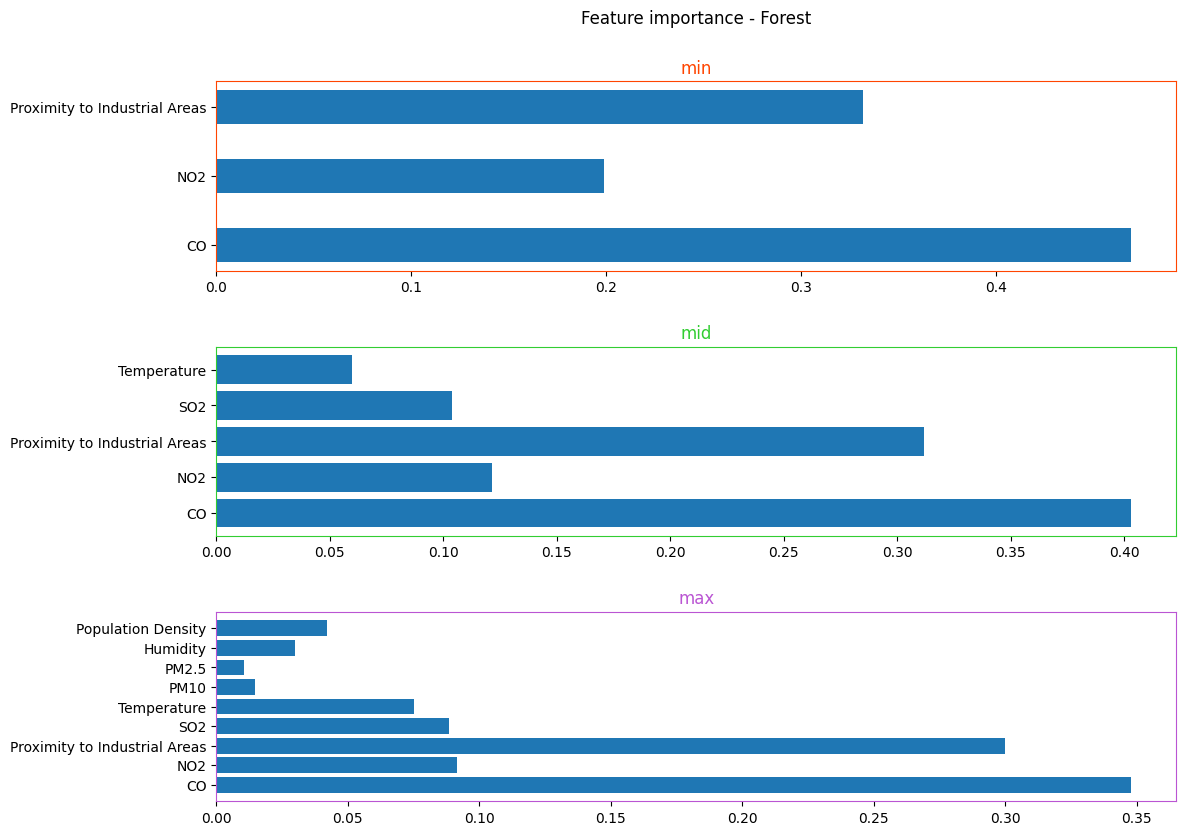 Feature importance - Forest
min
Proximity to Industrial Areas
NO2
CO
0.0 0.1 0.2 0.3 0.4
mid
Temperature
SO2
Proximity to Industrial Areas
NO2
CO
0.00 0.05 0.10 0.15 0.20 0.25 0.30 0.35 0.40
max
Population Density
Humidity
PM2.5
PM10
Temperature
SO2
Proximity to Industrial Areas
NO2
CO
0.00 0.05 0.10 0.15 0.20 0.25 0.30 0.35